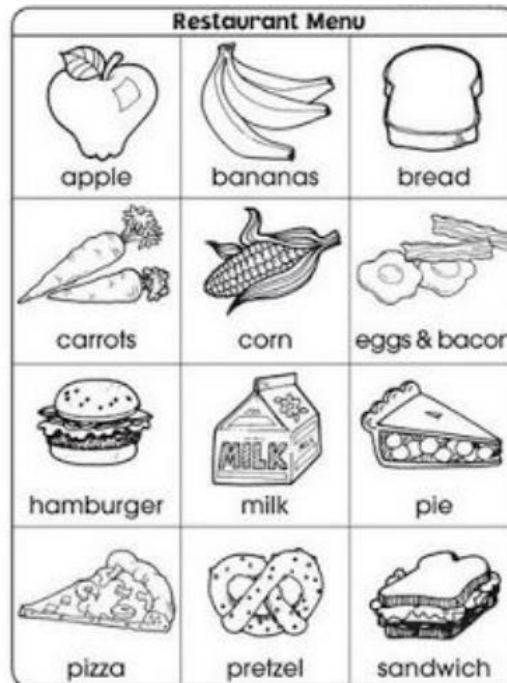 Restaurant Menu
apple bananas bread
carrots corn eggs & bacon
MILK
hamburger milk pie
pizza pretzel sandwich